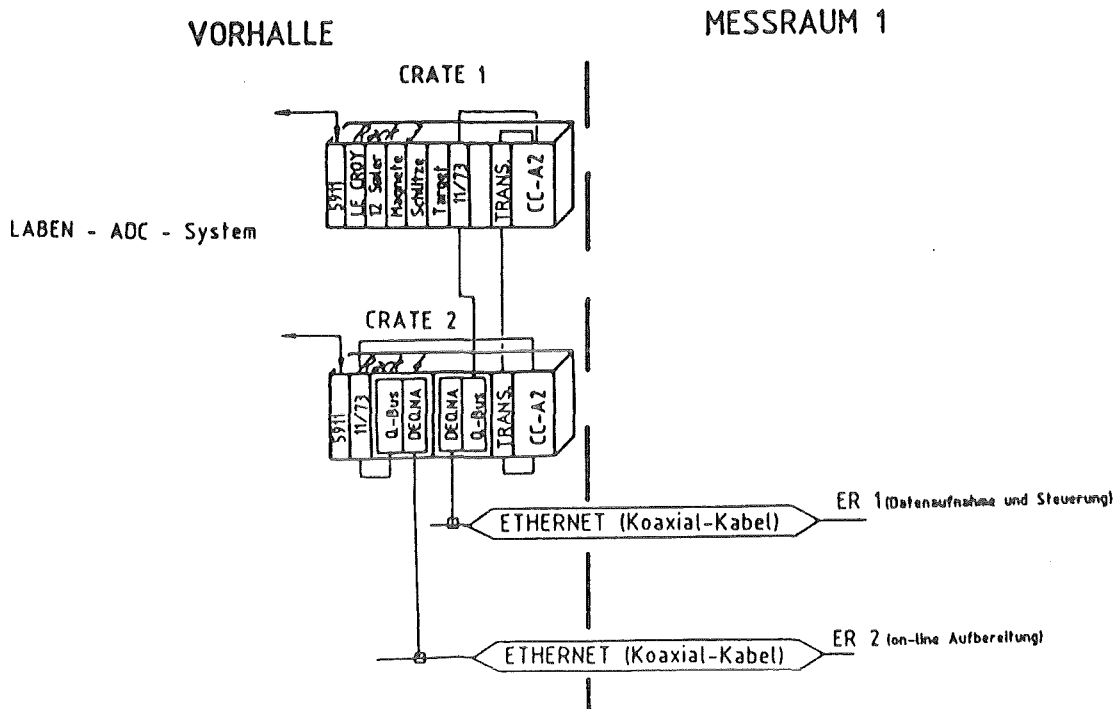 VORHALLE
MESSRAUM 1
CRATE 1
5911
LE CROY
12 Scaler
Magnete
Schlitze
Target
11/73
TRANS.
CC-A2
LABEN - ADC - System
CRATE 2
5911
11/73
Q-Bus
DEQNA
DEQNA
Q-Bus
TRANS.
CC-A2
ETHERNET (Koaxial-Kabel)
ER 1 (Datenaufnahme und Steuerung)
ETHERNET (Koaxial-Kabel)
ER 2 (on-line Aufbereitung)